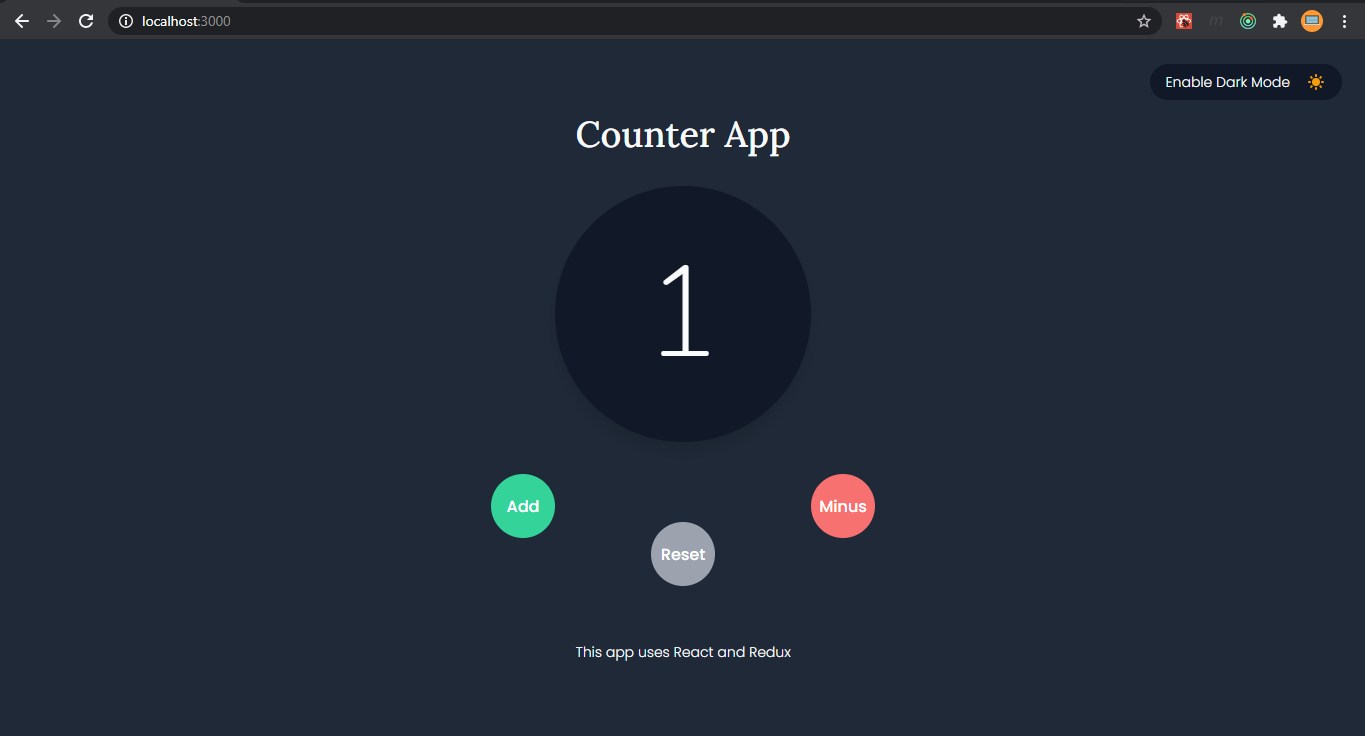 localhost:3000
Enable Dark Mode
Counter App
1
Add
Minus
Reset
This app uses React and Redux